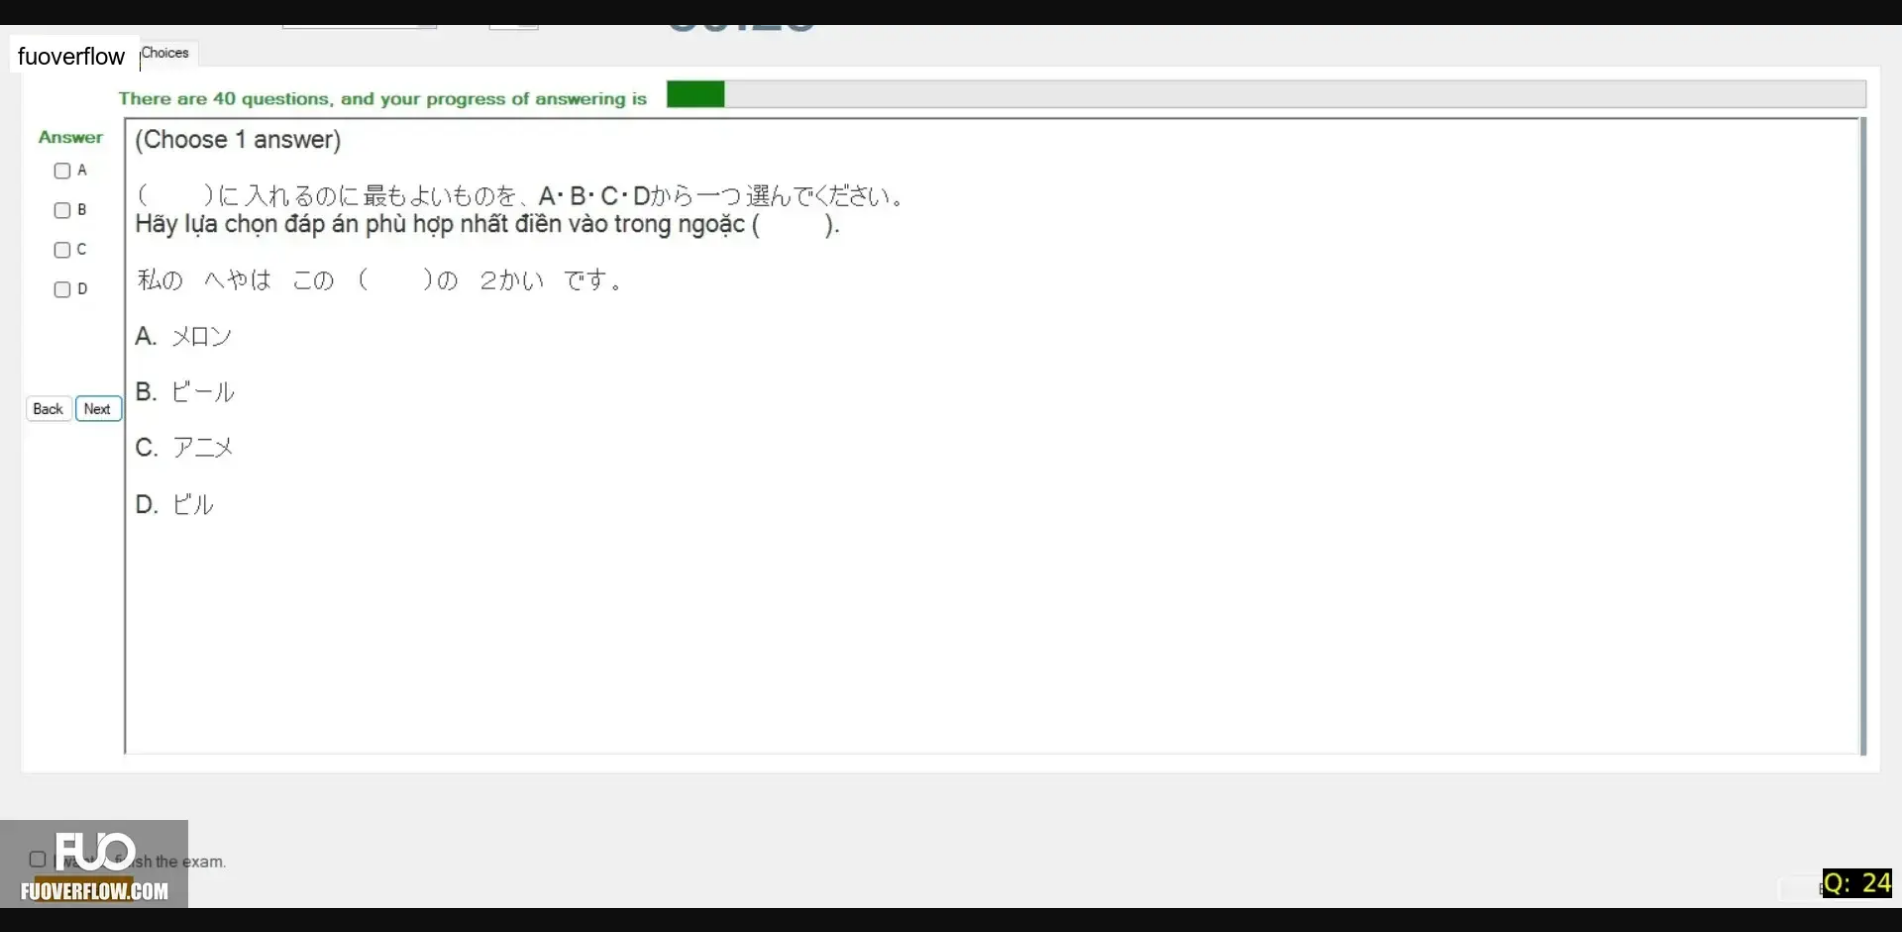 fuoverflow
Choices
There are 40 questions, and your progress of answering is
Answer
(Choose 1 answer)
A
B
C
D
(　　)に入れるのに最もよいものを、A・B・C・Dから一つ選んでください。
Hãy lựa chọn đáp án phù hợp nhất điền vào trong ngoặc (　　).
私の　へやは　この　(　　)の　２かい　です。
A. メロン
B. ビール
C. アニメ
D. ビル
Back
Next
FUO
finish the exam.
FUOVERFLOW.COM
Q: 24